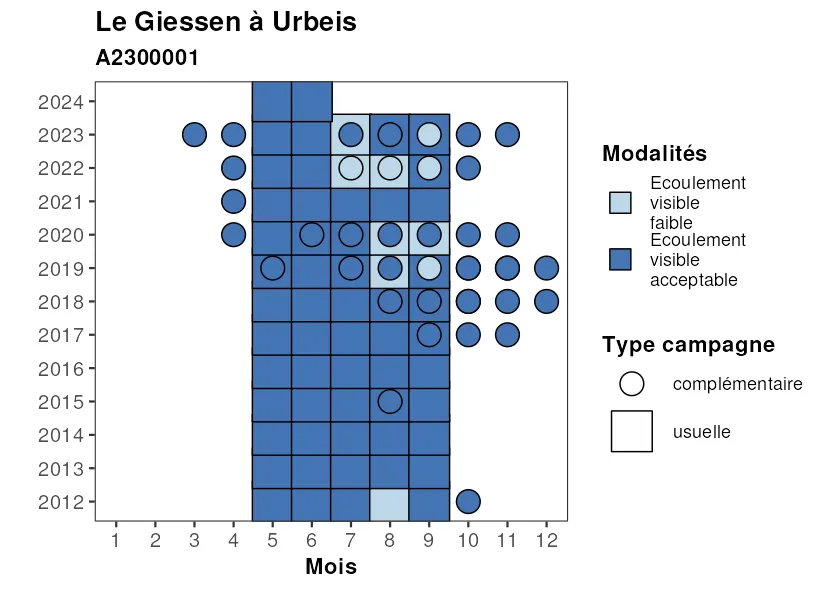 Le Giessen à Urbeis
A2300001
2024
2023
2022
2021
2020
2019
2018
2017
2016
2015
2014
2013
2012
1 2 3 4 5 6 7 8 9 10 11 12
Mois
Modalités
Ecoulement
visible
faible
Ecoulement
visible
acceptable
Type campagne
complémentaire
usuelle